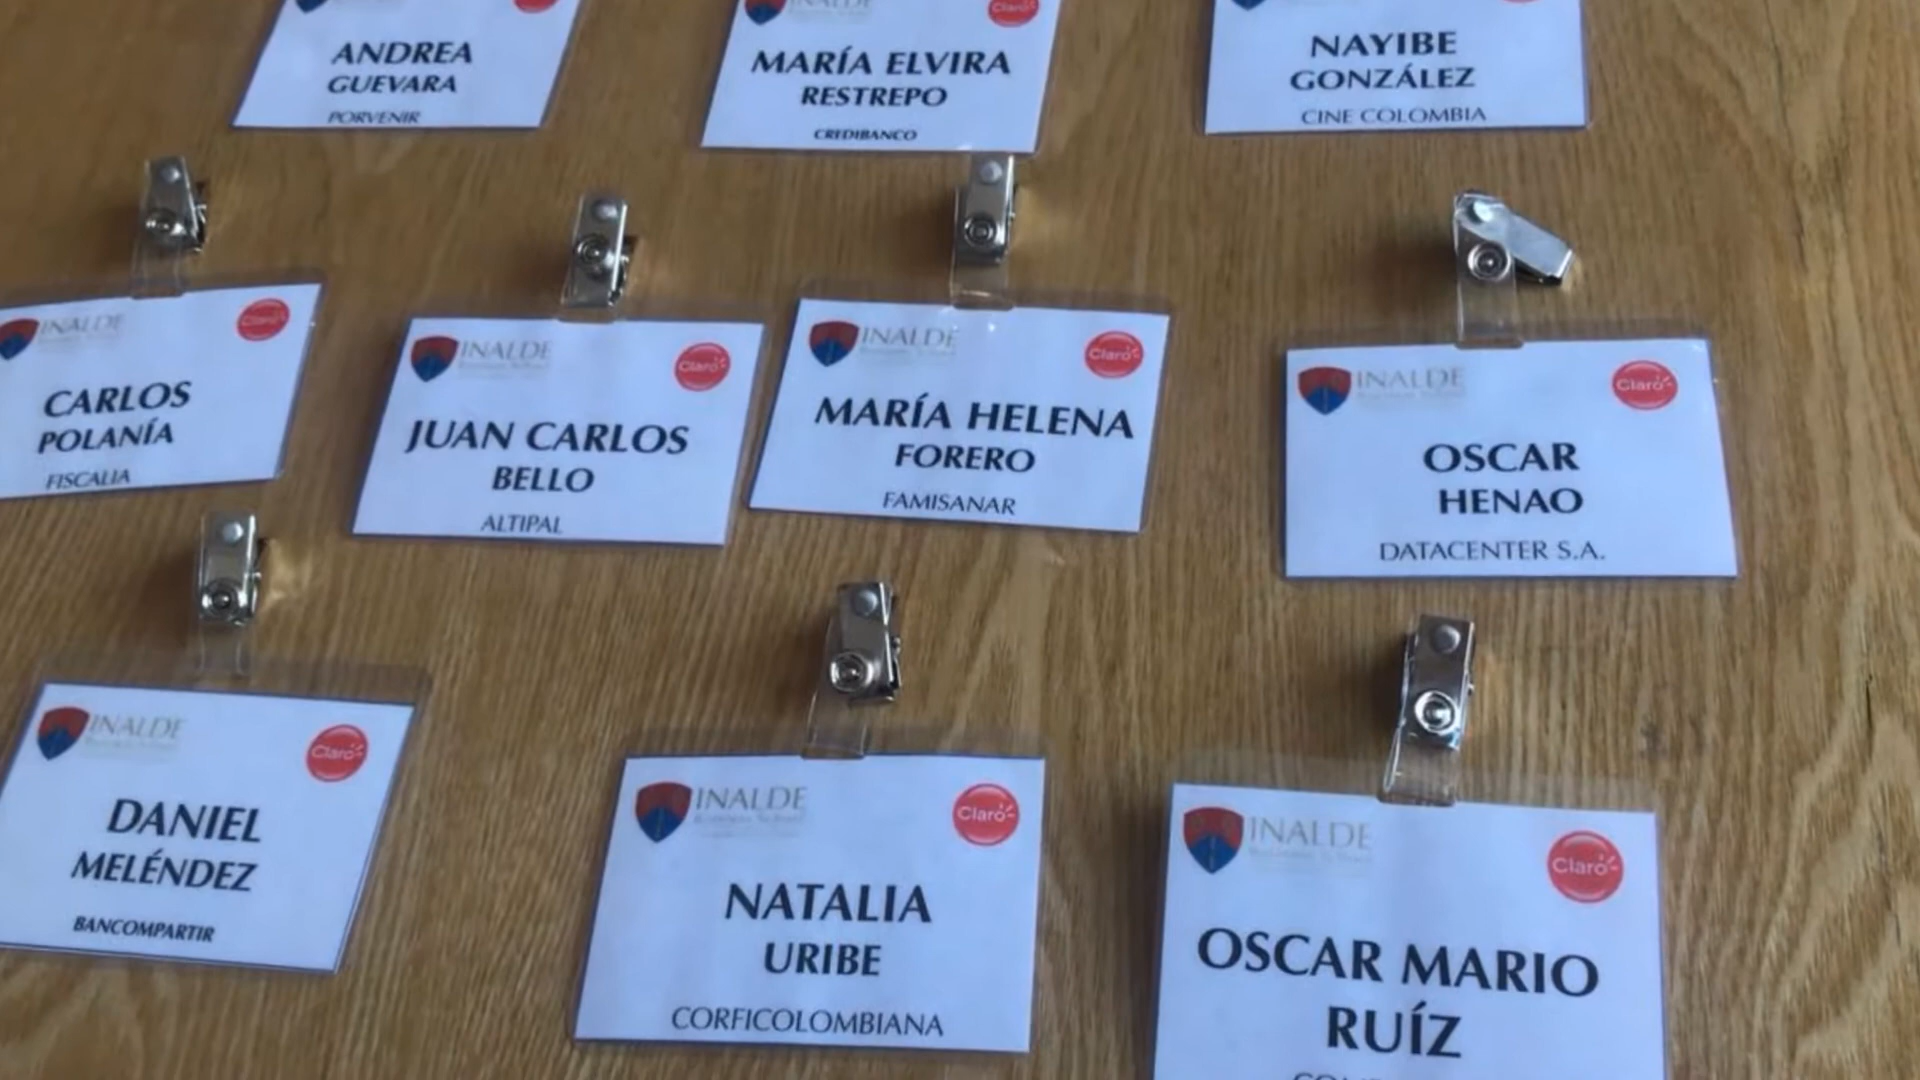 ANDREA
GUEVARA
PORVENIR
Claro
MARÍA ELVIRA
RESTREPO
CREDIBANCO
NAYIBE
GONZÁLEZ
CINE COLOMBIA
INALDE
Claro
CARLOS
POLANÍA
FISCALIA
INALDE
Claro
JUAN CARLOS
BELLO
ALTIPAL
INALDE
Claro
MARÍA HELENA
FORERO
FAMISANAR
INALDE
Claro
OSCAR
HENAO
DATACENTER S.A.
INALDE
Claro
DANIEL
MELÉNDEZ
BANCOMPARTIR
INALDE
Claro
NATALIA
URIBE
CORFICOLOMBIANA
INALDE
Claro
OSCAR MARIO
RUÍZ